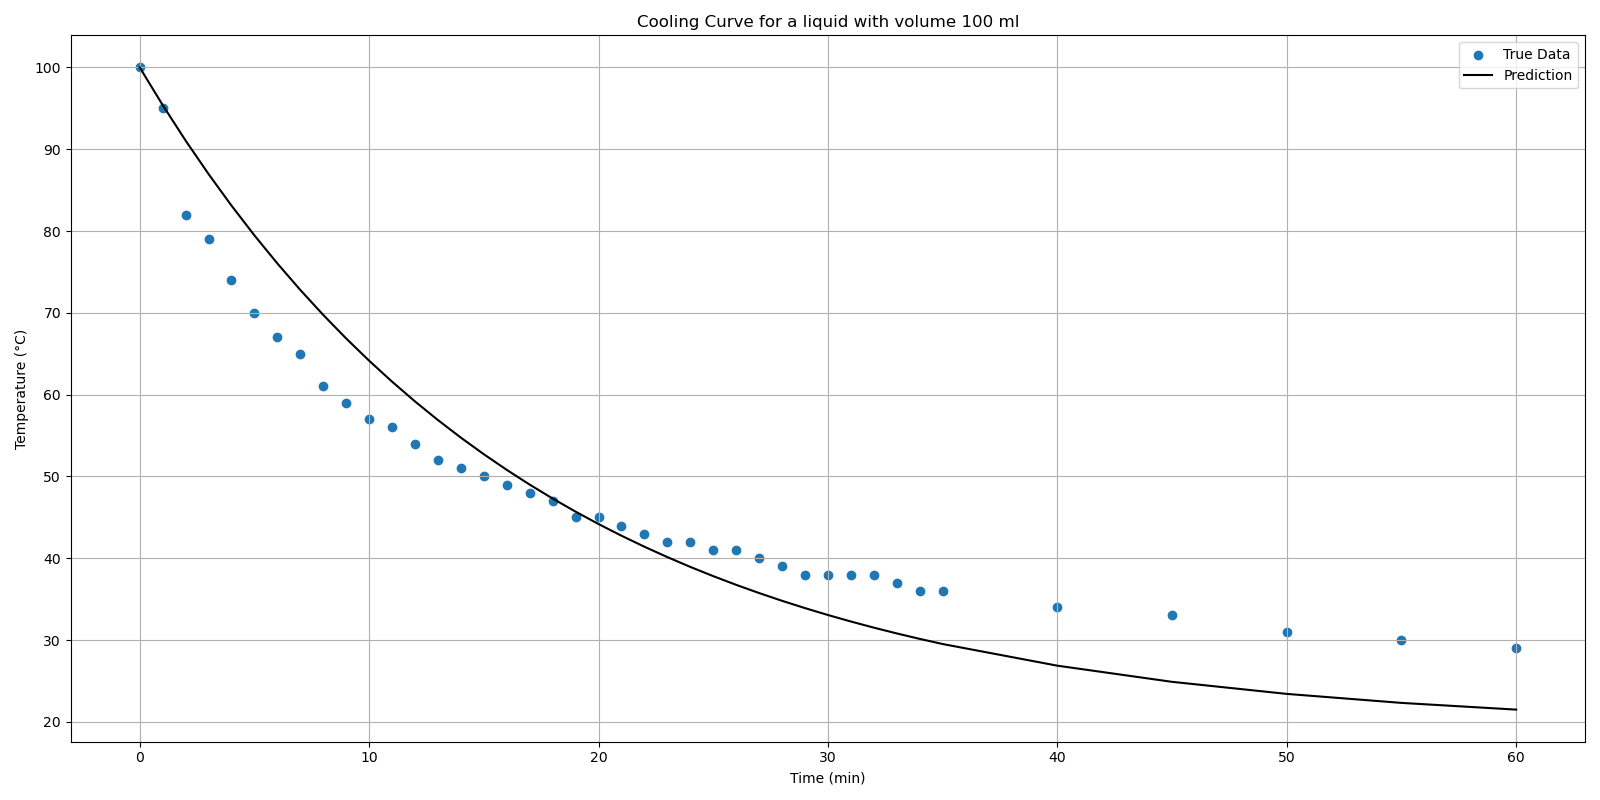 Cooling Curve for a liquid with volume 100 ml
True Data
Prediction
Temperature (°C)
100
90
80
70
60
50
40
30
20
0 10 20 30 40 50 60
Time (min)